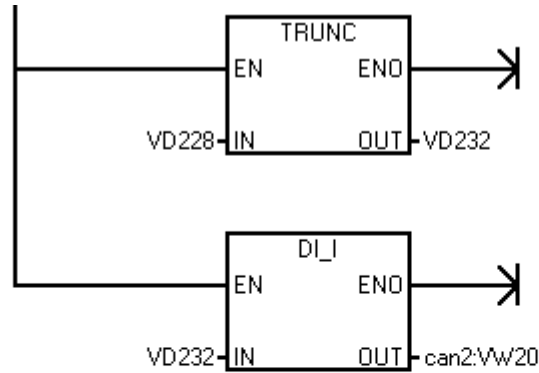 TRUNC
EN ENO
VD228 IN OUT VD232
DI_I
EN ENO
VD232 IN OUT can2:VW20